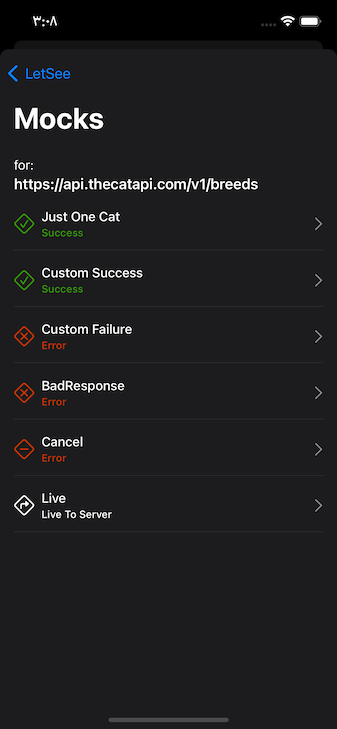 ۳:۰۸
LetSee
Mocks
for:
https://api.thecatapi.com/v1/breeds
Just One Cat
Success
Custom Success
Success
Custom Failure
Error
BadResponse
Error
Cancel
Error
Live
Live To Server